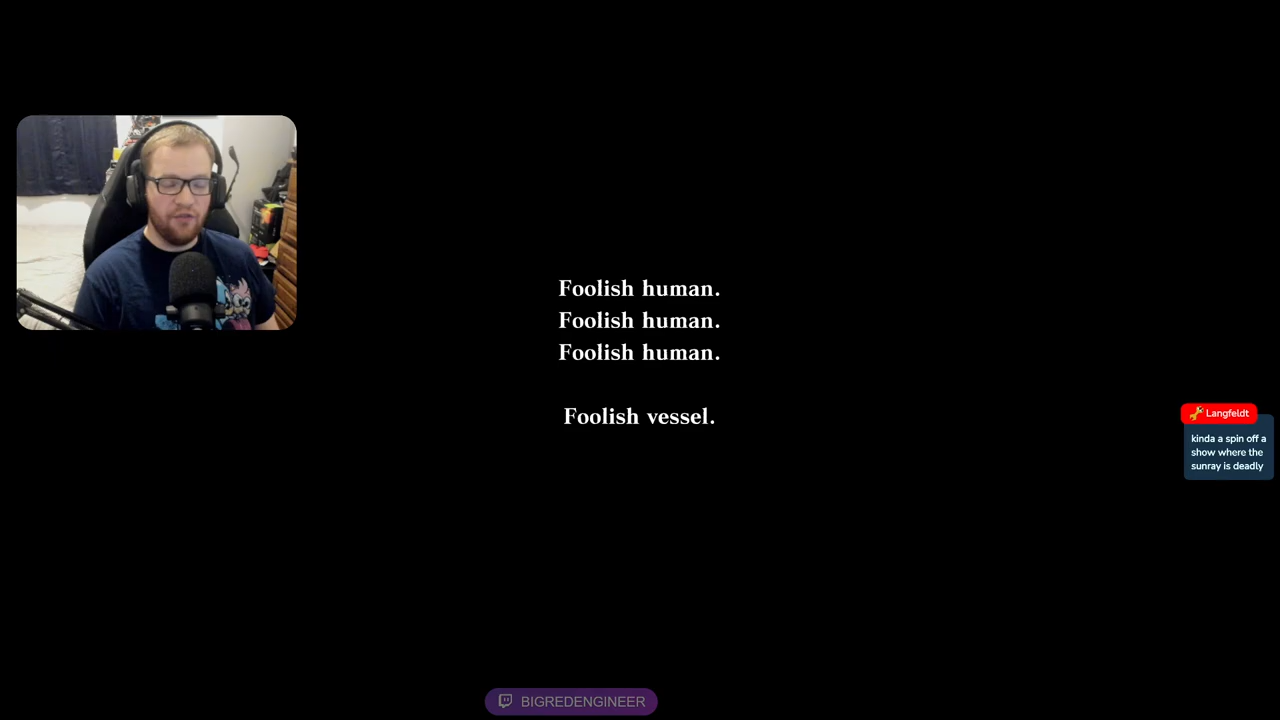 Foolish human.
Foolish human.
Foolish human.
Foolish vessel.
Langfeldt
kinda a spin off a
show where the
sunray is deadly
BIGREDENGINEER